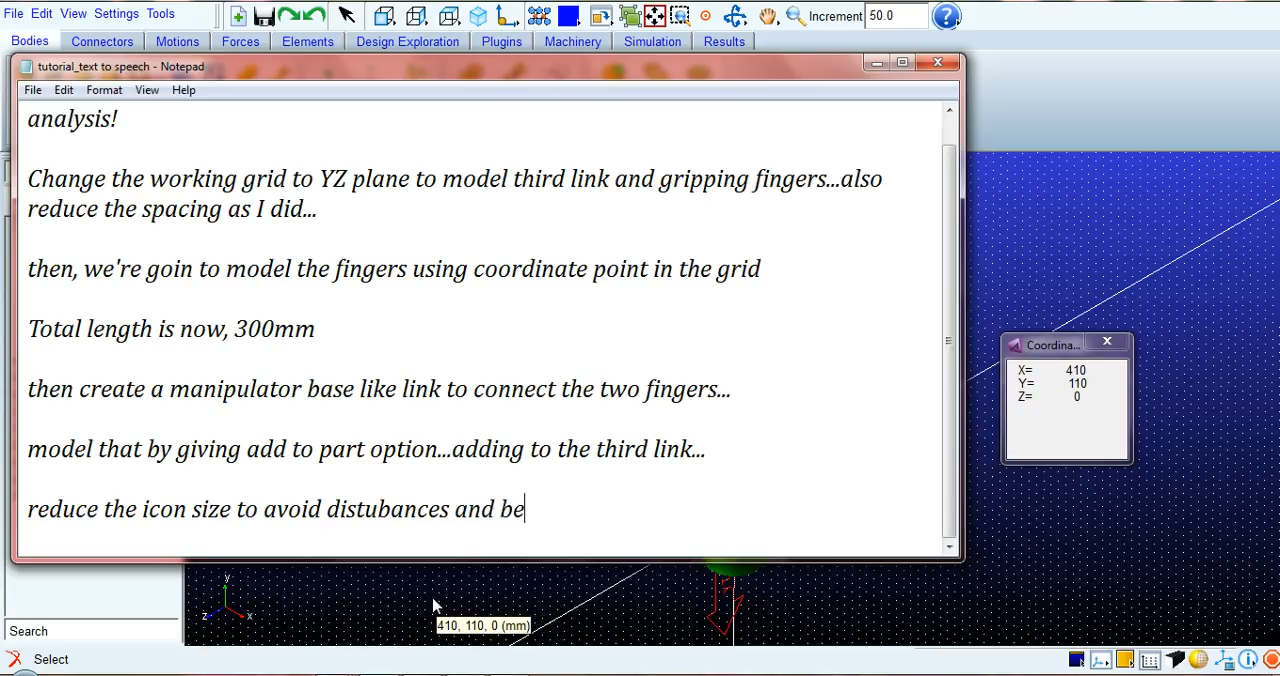 File Edit View Settings Tools
Increment 50.0
Bodies Connectors Motions Forces Elements Design Exploration Plugins Machinery Simulation Results
tutorial_text to speech - Notepad
File Edit Format View Help
analysis!
Change the working grid to YZ plane to model third link and gripping fingers...also
reduce the spacing as I did...
then, we're goin to model the fingers using coordinate point in the grid
Total length is now, 300mm
then create a manipulator base like link to connect the two fingers...
model that by giving add to part option...adding to the third link...
reduce the icon size to avoid distubances and be
Coordina... X
X= 410
Y= 110
Z= 0
y
z x
410, 110, 0 (mm)
Search
Select